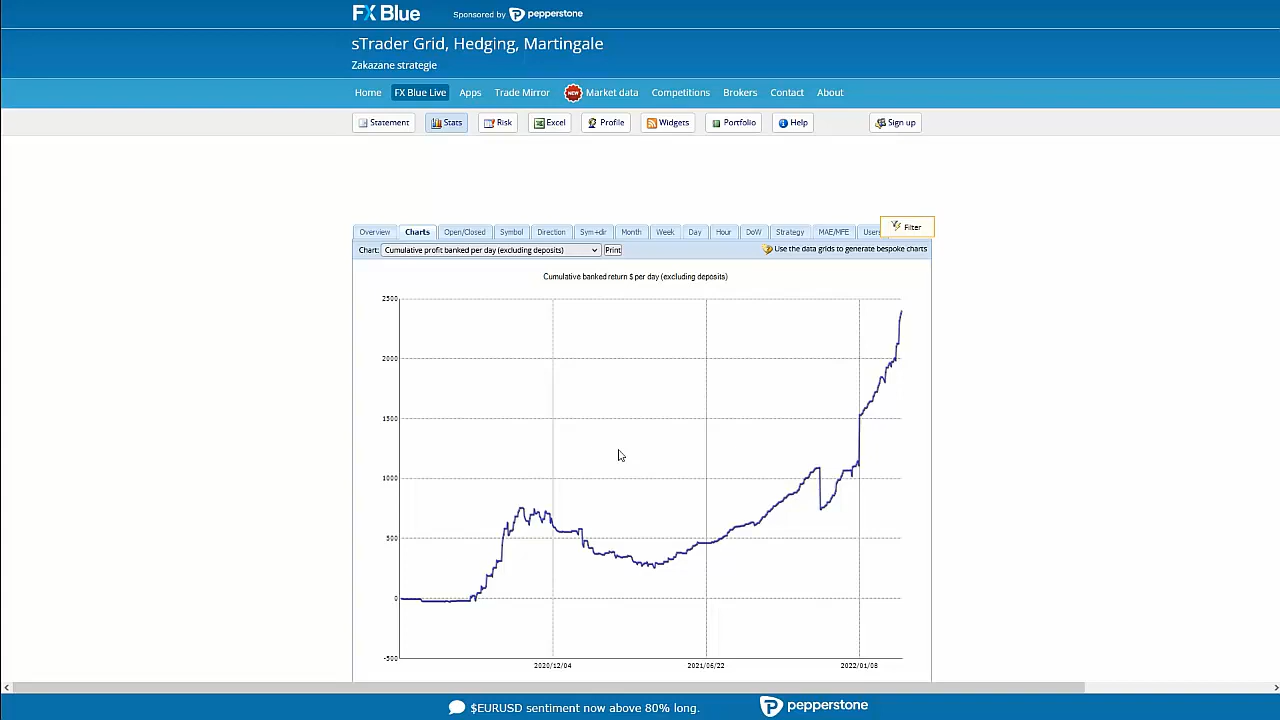 FX Blue Sponsored by pepperstone
sTrader Grid, Hedging, Martingale
Zakazane strategie
Home FX Blue Live Apps Trade Mirror NEW Market data Competitions Brokers Contact About
Statement Stats Risk Excel Profile Widgets Portfolio Help Sign up
Filter
Overview Charts Open/Closed Symbol Direction Sym+dir Month Week Day Hour DoW Strategy MAE/MFE Users
Chart: Cumulative profit banked per day (excluding deposits) Print Use the data grids to generate bespoke charts
Cumulative banked return $ per day (excluding deposits)
2500
2000
1500
1000
500
0
-500
2020/12/04 2021/06/22 2022/01/08
$EURUSD sentiment now above 80% long. pepperstone